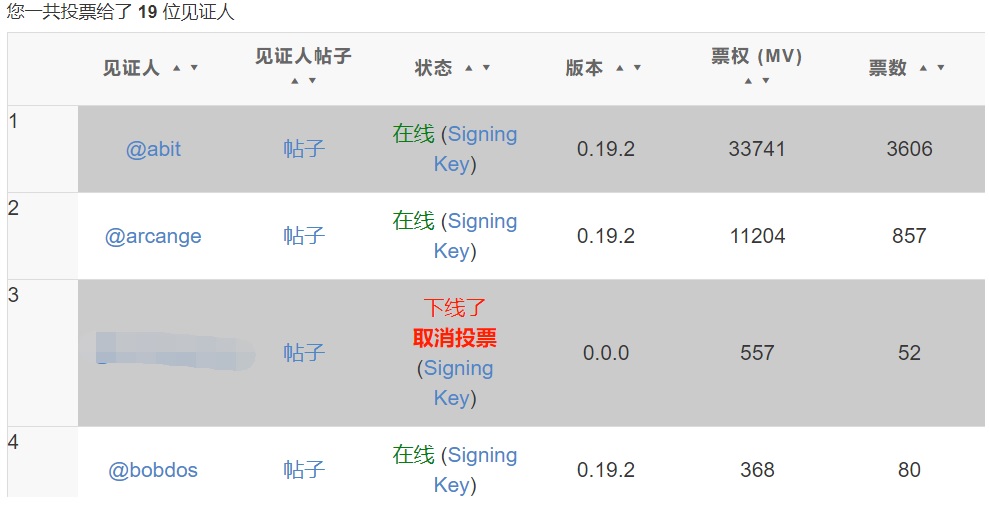 您一共投票给了 19 位见证人
见证人 ▲ ▼ 见证人帖子 ▲ ▼ 状态 ▲ ▼ 版本 ▲ ▼ 票权 (MV) ▲ ▼ 票数 ▲ ▼
1 @abit 帖子 在线 (Signing Key) 0.19.2 33741 3606
2 @arcange 帖子 在线 (Signing Key) 0.19.2 11204 857
3 帖子 下线了 取消投票 (Signing Key) 0.0.0 557 52
4 @bobdos 帖子 在线 (Signing Key) 0.19.2 368 80